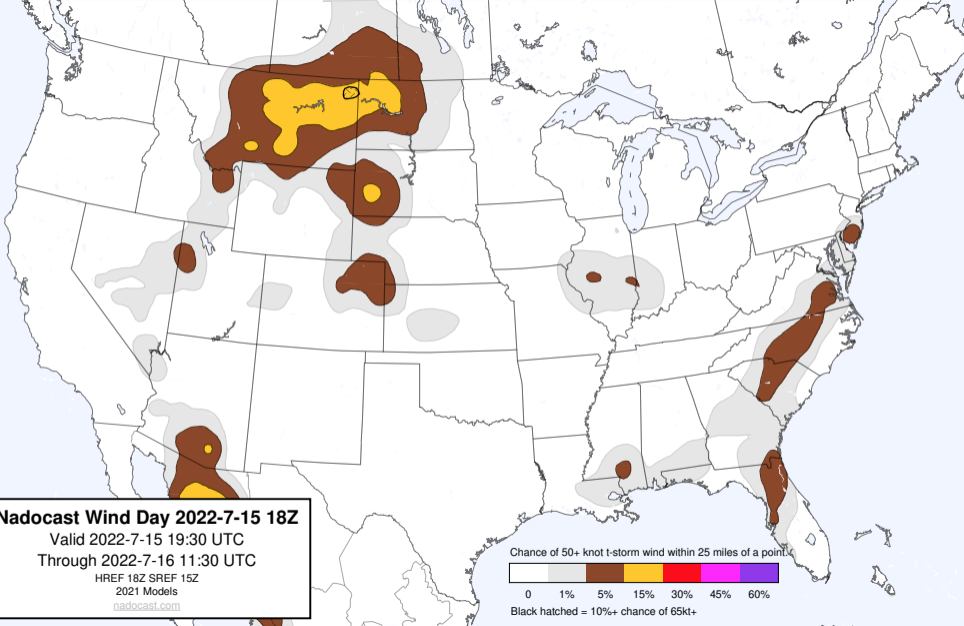 Nadocast Wind Day 2022-7-15 18Z
Valid 2022-7-15 19:30 UTC
Through 2022-7-16 11:30 UTC
HREF 18Z SREF 15Z
2021 Models
nadocast.com
Chance of 50+ knot t-storm wind within 25 miles of a point.
0 1% 5% 15% 30% 45% 60%
Black hatched = 10%+ chance of 65kt+